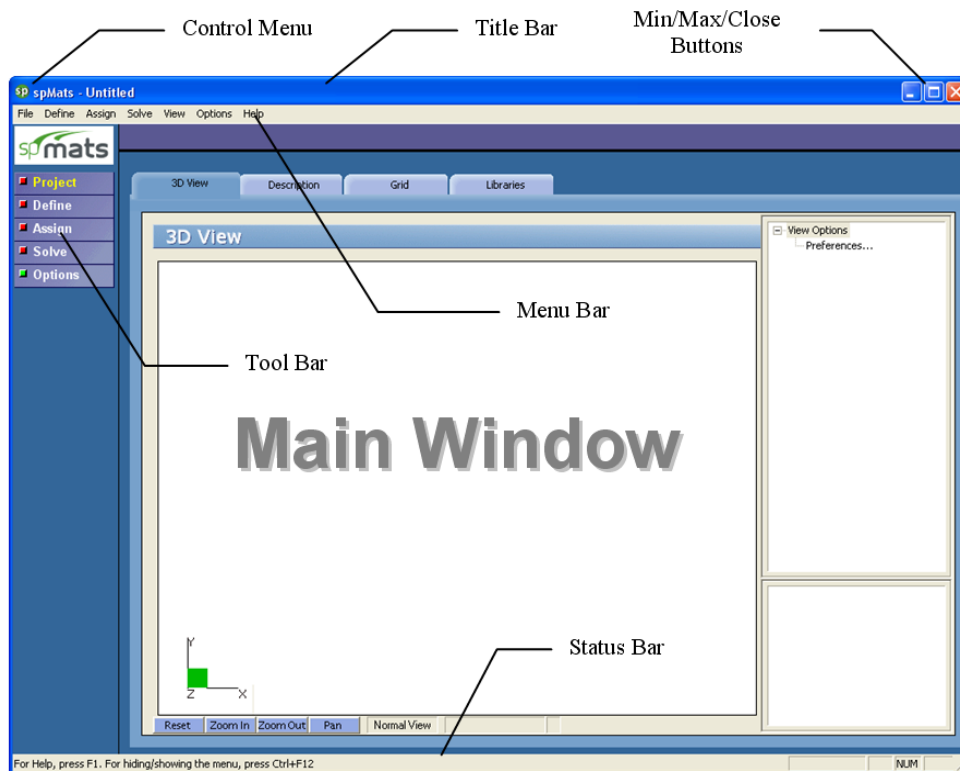 Control Menu
Title Bar
Min/Max/Close
Buttons
spMats - Untitled
File Define Assign Solve View Options Help
spmats
Project
Define
Assign
Solve
Options
3D View Description Grid Libraries
3D View
View Options
Preferences...
Menu Bar
Tool Bar
Main Window
Status Bar
Y
Z X
Reset Zoom In Zoom Out Pan Normal View
For Help, press F1. For hiding/showing the menu, press Ctrl+F12
NUM